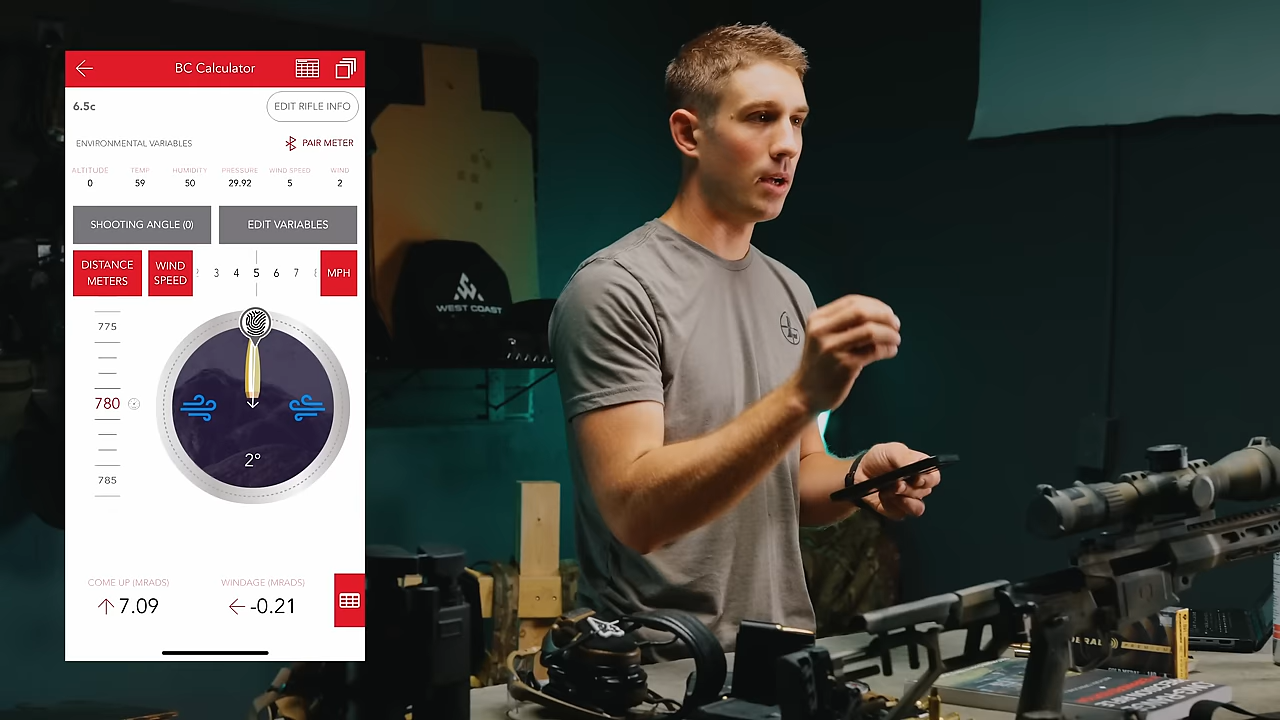 BC Calculator
6.5c
EDIT RIFLE INFO
ENVIRONMENTAL VARIABLES
PAIR METER
ALTITUDE TEMP HUMIDITY PRESSURE WIND SPEED WIND
0 59 50 29.92 5 2
SHOOTING ANGLE (0)
EDIT VARIABLES
DISTANCE
METERS
WIND
SPEED
3 4 5 6 7
MPH
775
780
785
2°
COME UP (MRADS)
↑ 7.09
WINDAGE (MRADS)
← -0.21
WEST COAST